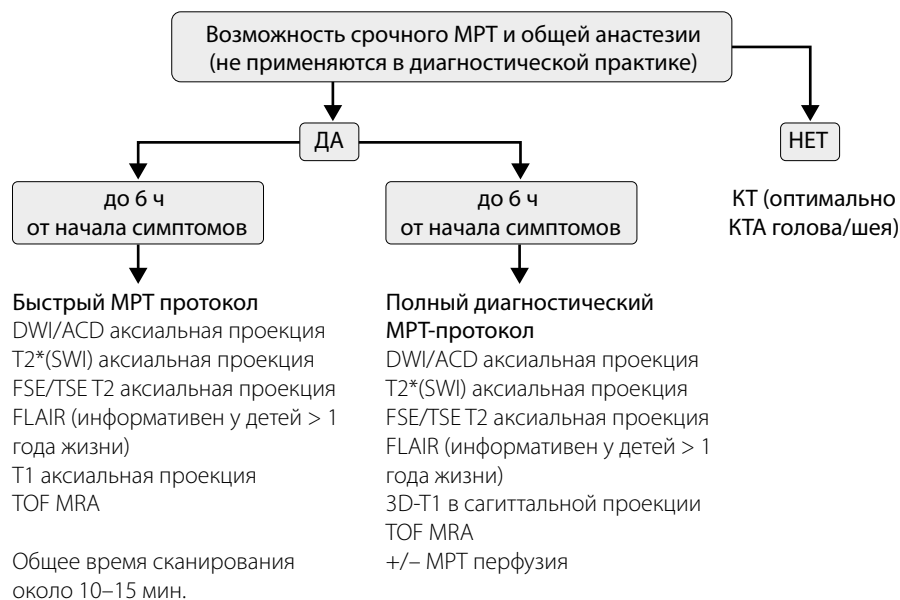 Возможность срочного МРТ и общей анастезии
(не применяются в диагностической практике)
ДА
НЕТ
до 6 ч
от начала симптомов
до 6 ч
от начала симптомов
КТ (оптимально
КТА голова/шея)
Быстрый МРТ протокол
DWI/ACD аксиальная проекция
T2*(SWI) аксиальная проекция
FSE/TSE T2 аксиальная проекция
FLAIR (информативен у детей > 1
года жизни)
T1 аксиальная проекция
TOF MRA
Общее время сканирования
около 10–15 мин.
Полный диагностический
МРТ-протокол
DWI/ACD аксиальная проекция
T2*(SWI) аксиальная проекция
FSE/TSE T2 аксиальная проекция
FLAIR (информативен у детей > 1
года жизни)
3D-T1 в сагиттальной проекции
TOF MRA
+/– МРТ перфузия